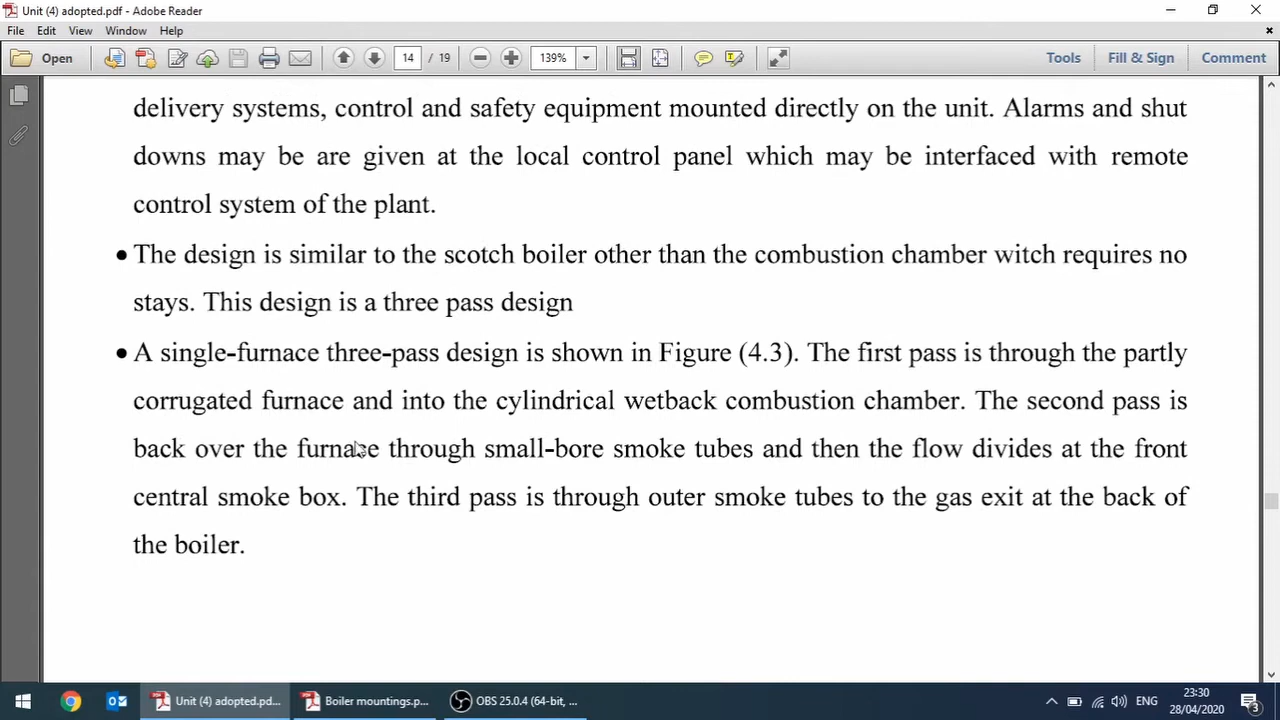 Unit (4) adopted.pdf - Adobe Reader
File Edit View Window Help
Open 14 / 19 139% Tools Fill & Sign Comment
delivery systems, control and safety equipment mounted directly on the unit. Alarms and shut
downs may be are given at the local control panel which may be interfaced with remote
control system of the plant.
• The design is similar to the scotch boiler other than the combustion chamber witch requires no
stays. This design is a three pass design
• A single-furnace three-pass design is shown in Figure (4.3). The first pass is through the partly
corrugated furnace and into the cylindrical wetback combustion chamber. The second pass is
back over the furnace through small-bore smoke tubes and then the flow divides at the front
central smoke box. The third pass is through outer smoke tubes to the gas exit at the back of
the boiler.
Unit (4) adopted.pd... Boiler mountings.p... OBS 25.0.4 (64-bit, ... ENG 23:30
28/04/2020 3